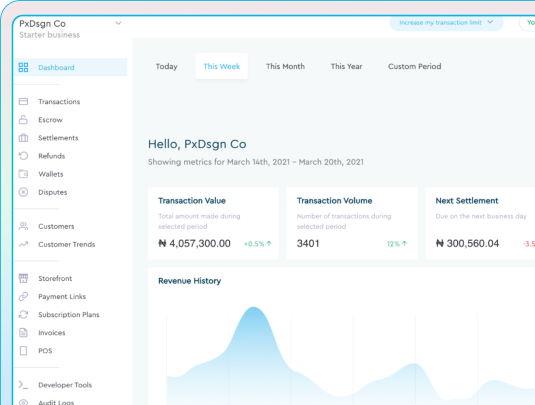 PxDsgn Co
Starter business
Increase my transaction limit
Dashboard
Transactions
Escrow
Settlements
Refunds
Wallets
Disputes
Customers
Customer Trends
Storefront
Payment Links
Subscription Plans
Invoices
POS
Developer Tools
Audit Logs
Today
This Week
This Month
This Year
Custom Period
Hello, PxDsgn Co
Showing metrics for March 14th, 2021 – March 20th, 2021
Transaction Value
Total amount made during
selected period
₦ 4,057,300.00 +0.5% ↑
Transaction Volume
Number of transactions during
selected period
3401 12% ↑
Next Settlement
Due on the next business day
₦ 300,560.04 -3.5
Revenue History